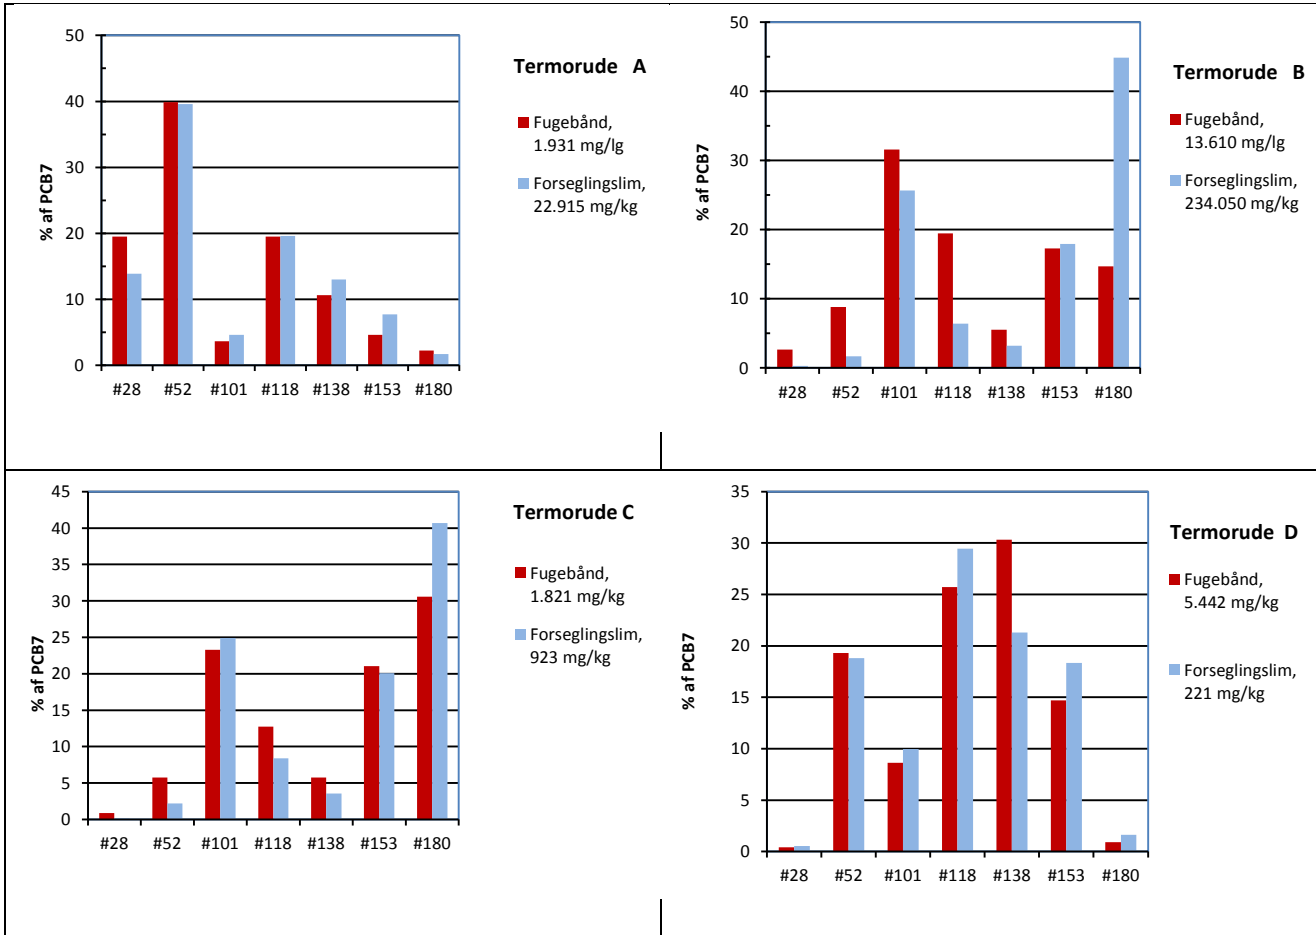 Termorude A
Fugebånd,
1.931 mg/lg
Forseglingslim,
22.915 mg/kg
% af PCB7
50
40
30
20
10
0
#28 #52 #101 #118 #138 #153 #180
Termorude B
Fugebånd,
13.610 mg/lg
Forseglingslim,
234.050 mg/kg
% af PCB7
50
40
30
20
10
0
#28 #52 #101 #118 #138 #153 #180
Termorude C
Fugebånd,
1.821 mg/kg
Forseglingslim,
923 mg/kg
% af PCB7
45
40
35
30
25
20
15
10
5
0
#28 #52 #101 #118 #138 #153 #180
Termorude D
Fugebånd,
5.442 mg/kg
Forseglingslim,
221 mg/kg
% af PCB7
35
30
25
20
15
10
5
0
#28 #52 #101 #118 #138 #153 #180